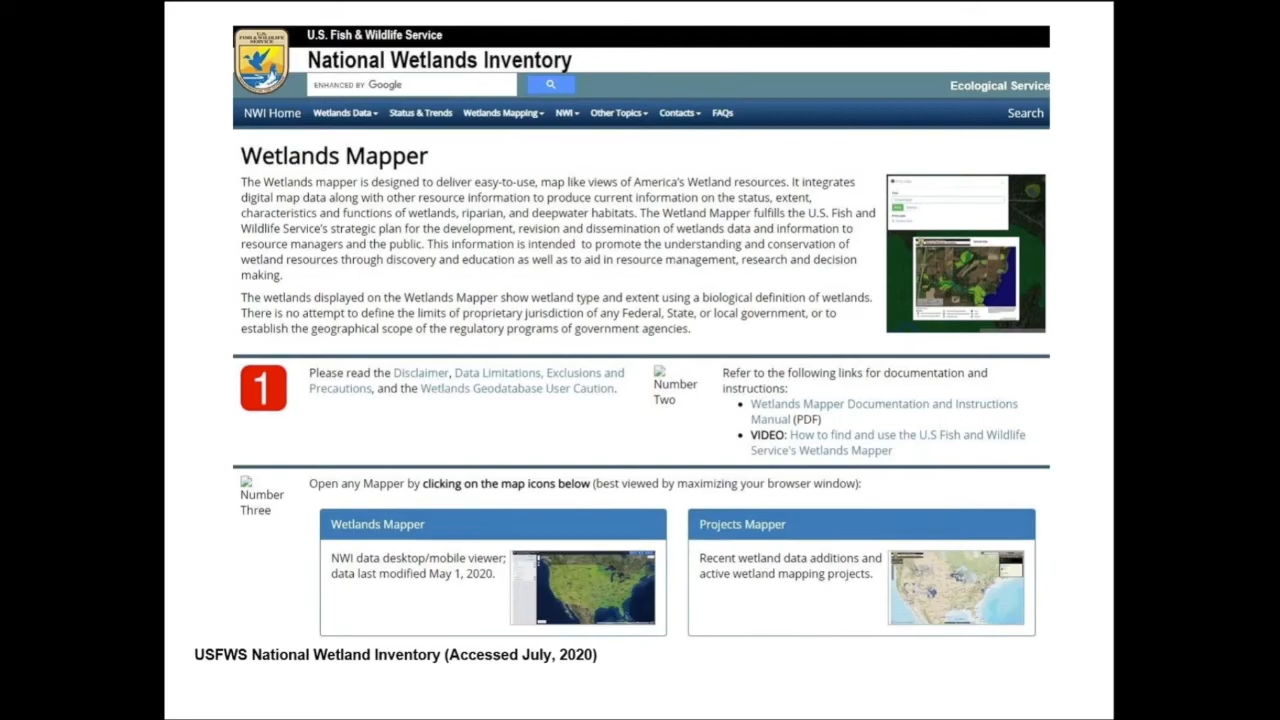 U.S. Fish & Wildlife Service
National Wetlands Inventory
ENHANCED BY Google
Ecological Service
NWI Home Wetlands Data Status & Trends Wetlands Mapping NWI Other Topics Contacts FAQs Search
Wetlands Mapper
The Wetlands mapper is designed to deliver easy-to-use, map like views of America's Wetland resources. It integrates
digital map data along with other resource information to produce current information on the status, extent,
characteristics and functions of wetlands, riparian, and deepwater habitats. The Wetland Mapper fulfills the U.S. Fish and
Wildlife Service's strategic plan for the development, revision and dissemination of wetlands data and information to
resource managers and the public. This information is intended to promote the understanding and conservation of
wetland resources through discovery and education as well as to aid in resource management, research and decision
making.
The wetlands displayed on the Wetlands Mapper show wetland type and extent using a biological definition of wetlands.
There is no attempt to define the limits of proprietary jurisdiction of any Federal, State, or local government, or to
establish the geographical scope of the regulatory programs of government agencies.
1
Please read the Disclaimer, Data Limitations, Exclusions and
Precautions, and the Wetlands Geodatabase User Caution.
Number
Two
Refer to the following links for documentation and
instructions:
• Wetlands Mapper Documentation and Instructions
Manual (PDF)
• VIDEO: How to find and use the U.S Fish and Wildlife
Service's Wetlands Mapper
Number
Three
Open any Mapper by clicking on the map icons below (best viewed by maximizing your browser window):
Wetlands Mapper
NWI data desktop/mobile viewer;
data last modified May 1, 2020.
Projects Mapper
Recent wetland data additions and
active wetland mapping projects.
USFWS National Wetland Inventory (Accessed July, 2020)